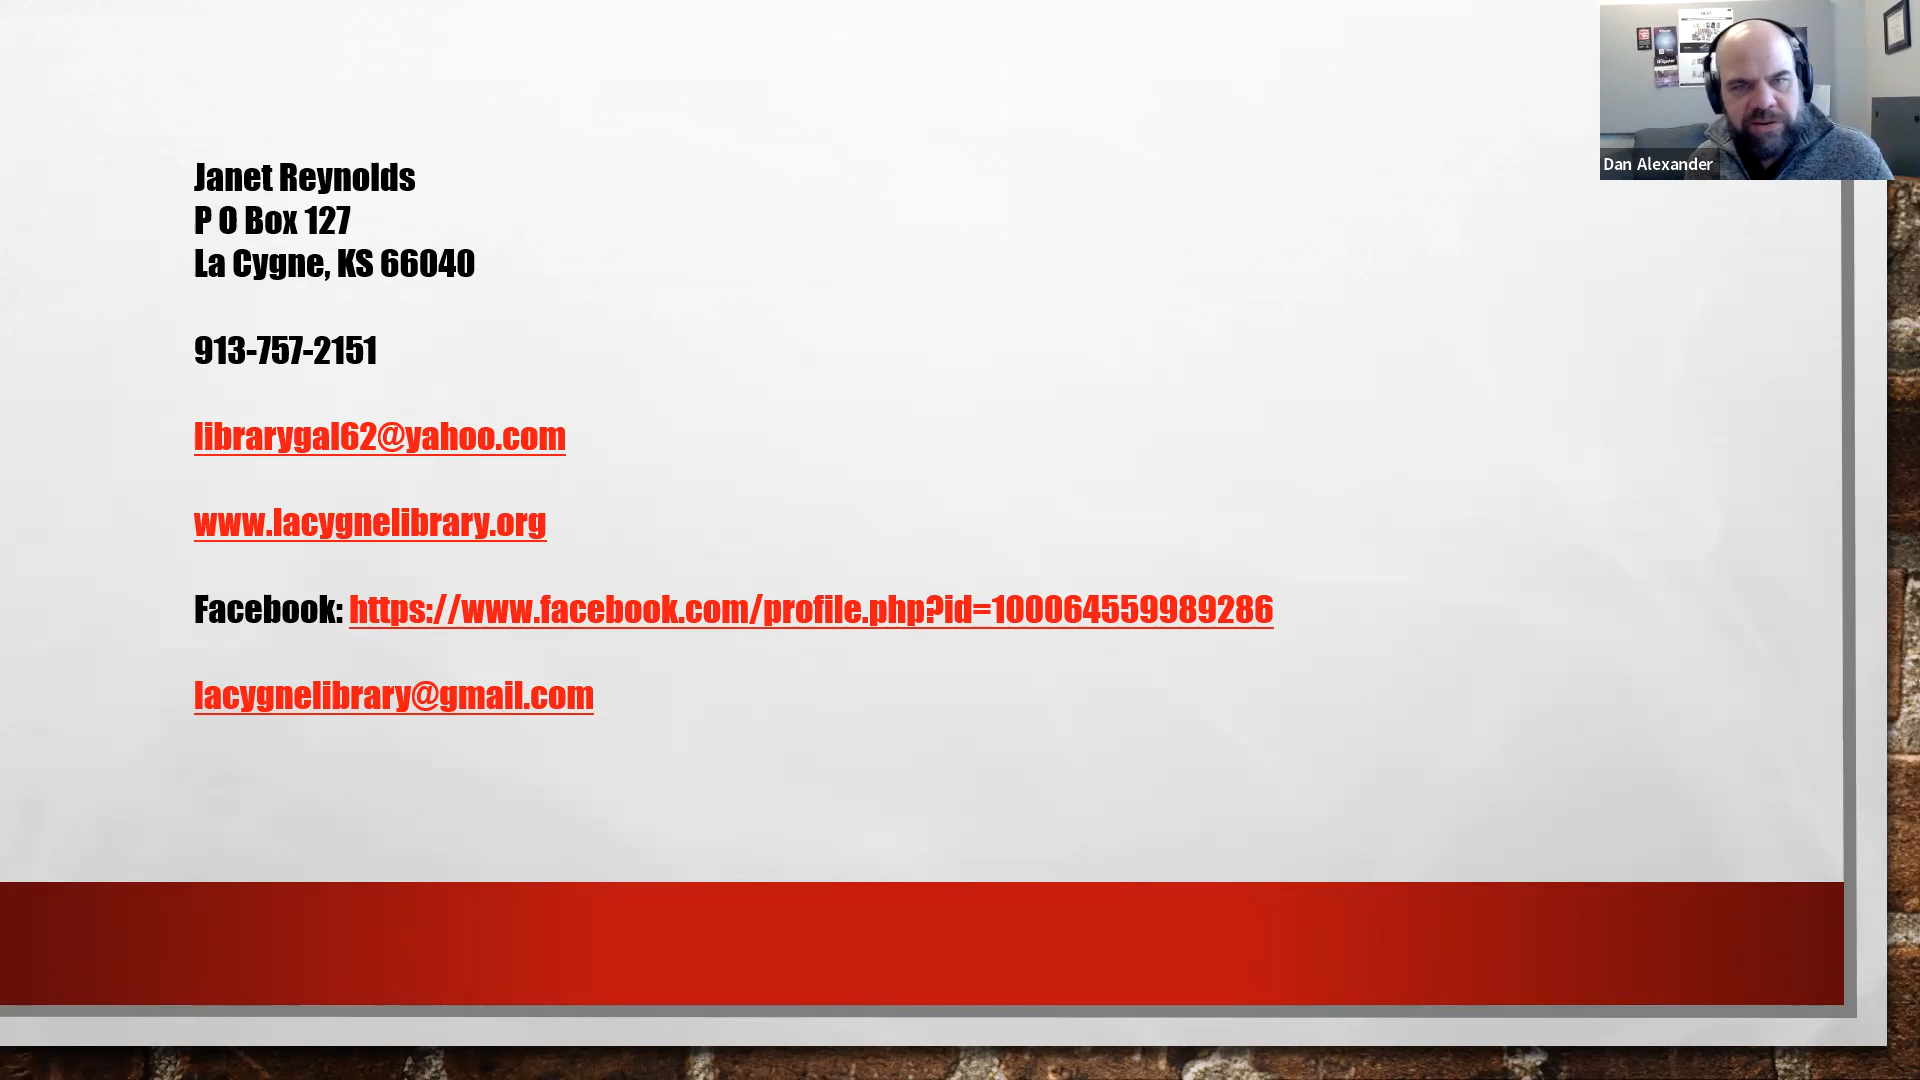 Janet Reynolds
P O Box 127
La Cygne, KS 66040
913-757-2151
librarygal62@yahoo.com
www.lacygnelibrary.org
Facebook: https://www.facebook.com/profile.php?id=100064559989286
lacygnelibrary@gmail.com
Dan Alexander